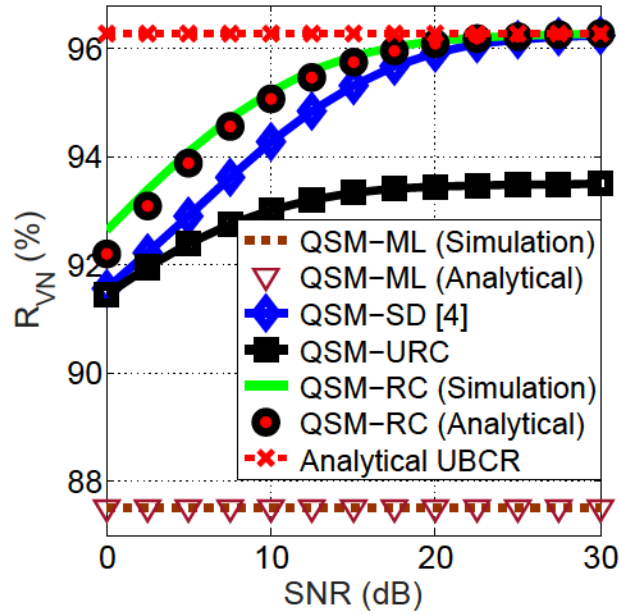 96
94
92
90
88
R_VN (%)
QSM−ML (Simulation)
QSM−ML (Analytical)
QSM−SD [4]
QSM−URC
QSM−RC (Simulation)
QSM−RC (Analytical)
Analytical UBCR
0 10 20 30
SNR (dB)